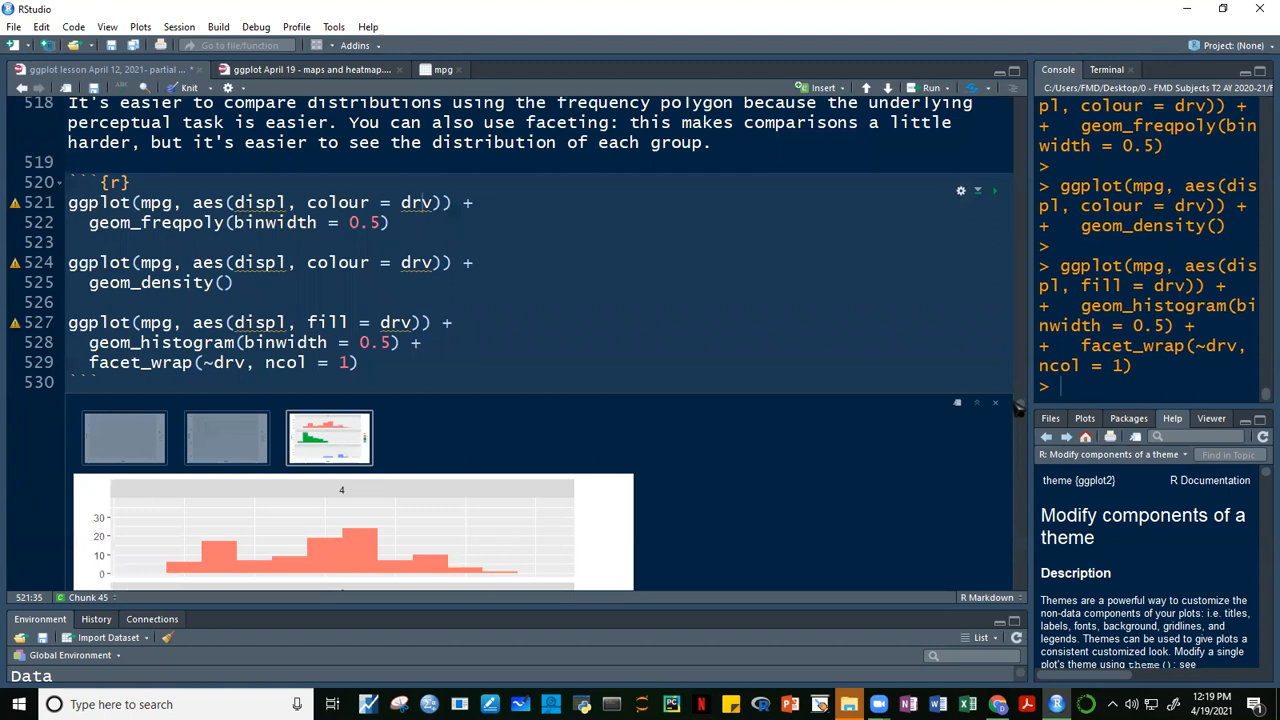 RStudio
File Edit Code View Plots Session Build Debug Profile Tools Help
Go to file/function Addins Project: (None)
ggplot lesson April 12, 2021- partial ... * ggplot April 19 - maps and heatmap.... mpg
Knit Insert Run
518 It's easier to compare distributions using the frequency polygon because the underlying
perceptual task is easier. You can also use faceting: this makes comparisons a little
harder, but it's easier to see the distribution of each group.
519
520 ```{r}
521 ggplot(mpg, aes(displ, colour = drv)) +
522 geom_freqpoly(binwidth = 0.5)
523
524 ggplot(mpg, aes(displ, colour = drv)) +
525 geom_density()
526
527 ggplot(mpg, aes(displ, fill = drv)) +
528 geom_histogram(binwidth = 0.5) +
529 facet_wrap(~drv, ncol = 1)
530 ```
4
30
20
10
0
521:35 Chunk 45 R Markdown
Environment History Connections
Import Dataset List
Global Environment
Data
Console Terminal
C:/Users/FMD/Desktop/0 - FMD Subjects T2 AY 2020-21/F
pl, colour = drv)) +
+ geom_freqpoly(bin
width = 0.5)
>
> ggplot(mpg, aes(dis
pl, colour = drv)) +
+ geom_density()
>
> ggplot(mpg, aes(dis
pl, fill = drv)) +
+ geom_histogram(bi
nwidth = 0.5) +
+ facet_wrap(~drv,
ncol = 1)
>
Files Plots Packages Help Viewer
R: Modify components of a theme Find in Topic
theme {ggplot2} R Documentation
Modify components of a
theme
Description
Themes are a powerful way to customize the
non-data components of your plots: i.e. titles,
labels, fonts, background, gridlines, and
legends. Themes can be used to give plots a
consistent customized look. Modify a single
plot's theme using theme(); see
Type here to search
12:19 PM
4/19/2021